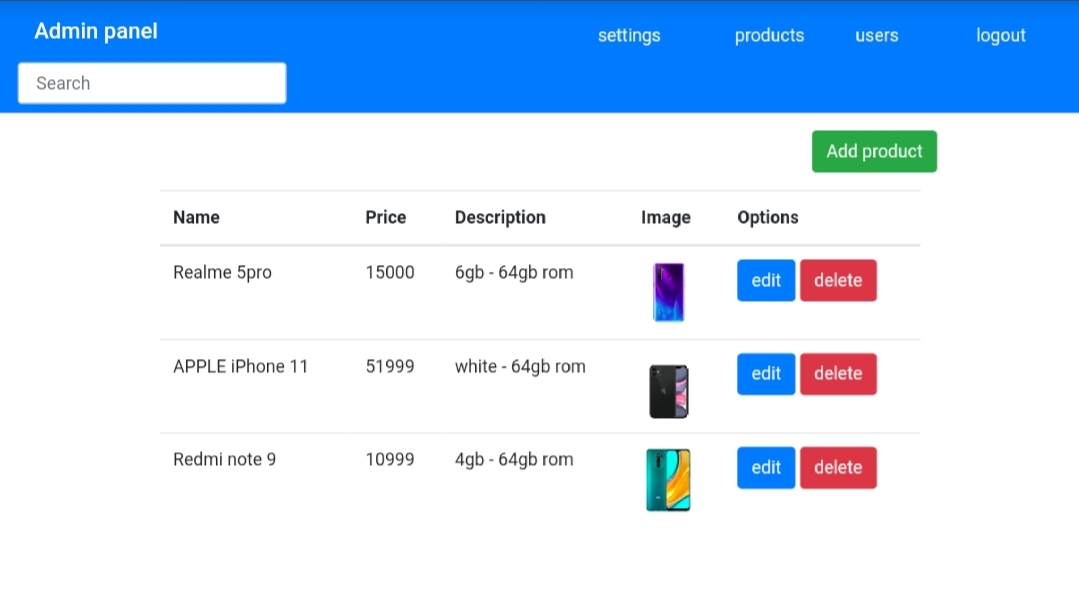 Admin panel settings products users logout
Search
Add product
Name Price Description Image Options
Realme 5pro 15000 6gb - 64gb rom edit delete
APPLE iPhone 11 51999 white - 64gb rom edit delete
Redmi note 9 10999 4gb - 64gb rom edit delete